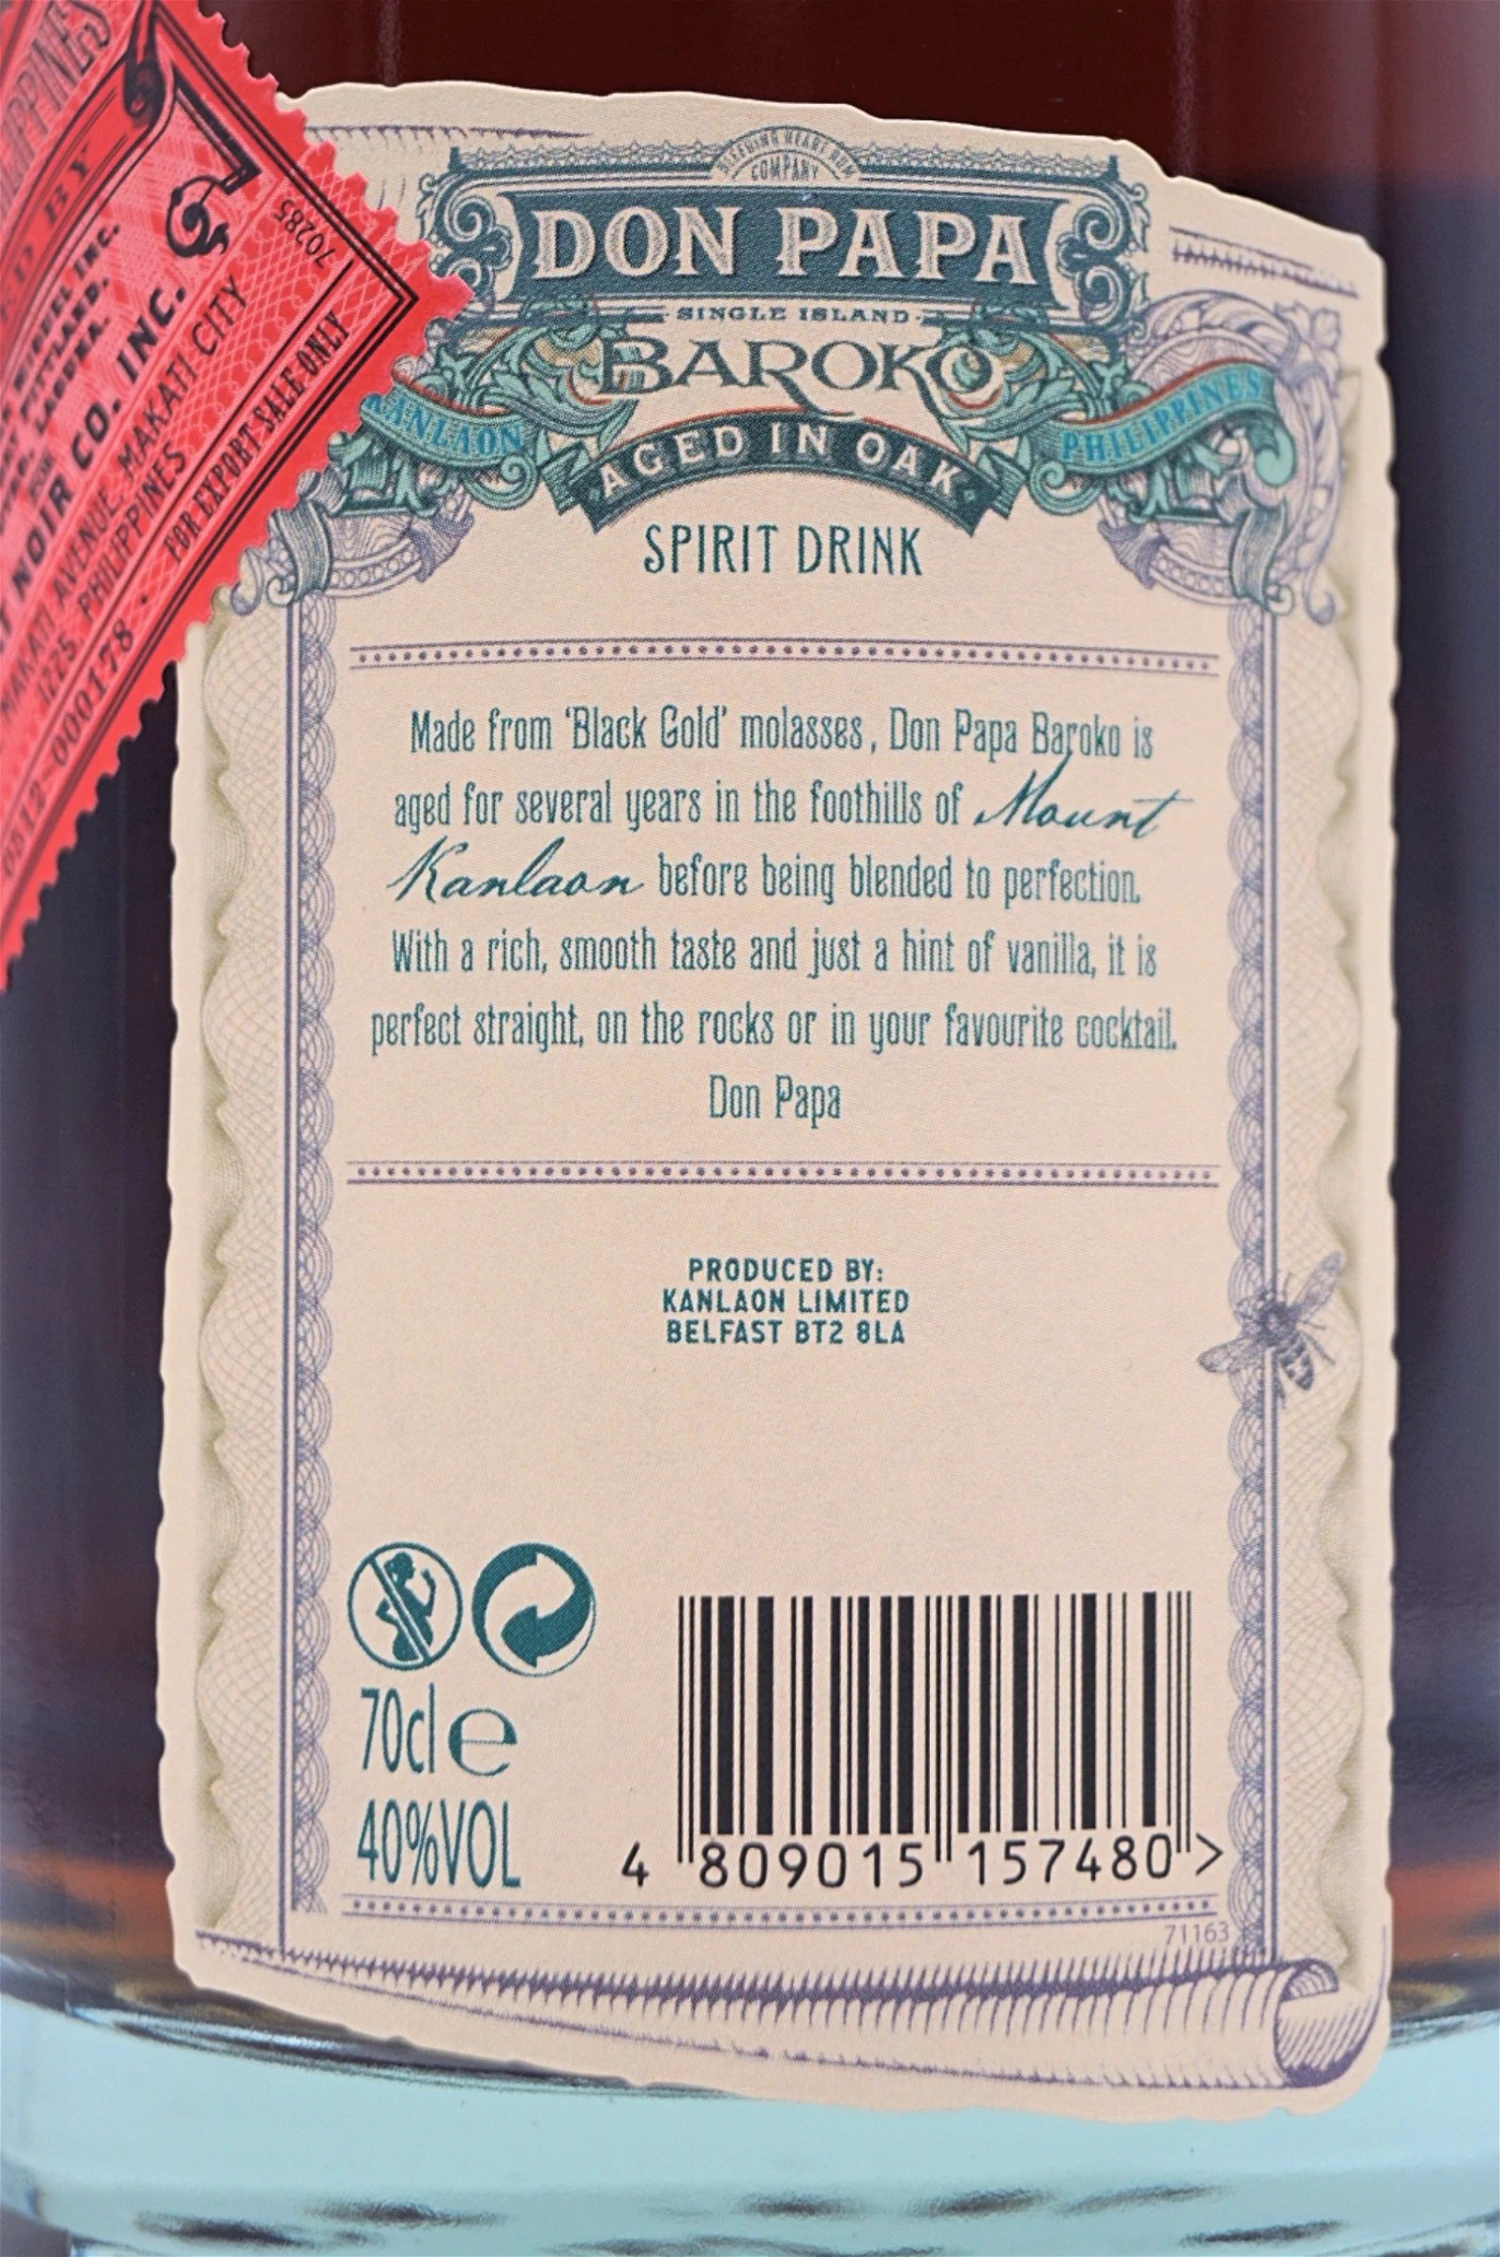 BLEEDING HEART RUM
COMPANY
DON PAPA
SINGLE ISLAND
BAROKO
KANLAON
PHILIPPINES
AGED IN OAK
SPIRIT DRINK
Made from ‘Black Gold’ molasses, Don Papa Baroko is
aged for several years in the foothills of Mount
Kanlaon before being blended to perfection.
With a rich, smooth taste and just a hint of vanilla, it is
perfect straight, on the rocks or in your favourite cocktail.
Don Papa
PRODUCED BY:
KANLAON LIMITED
BELFAST BT2 8LA
70cl e
40%VOL
4 809015 157480 >
71163
D BY
INC.
NOIR CO. INC.
MAKATI AVENUE, MAKATI CITY
1225, PHILIPPINES
FOR EXPORT SALE ONLY
0512-000178
70285